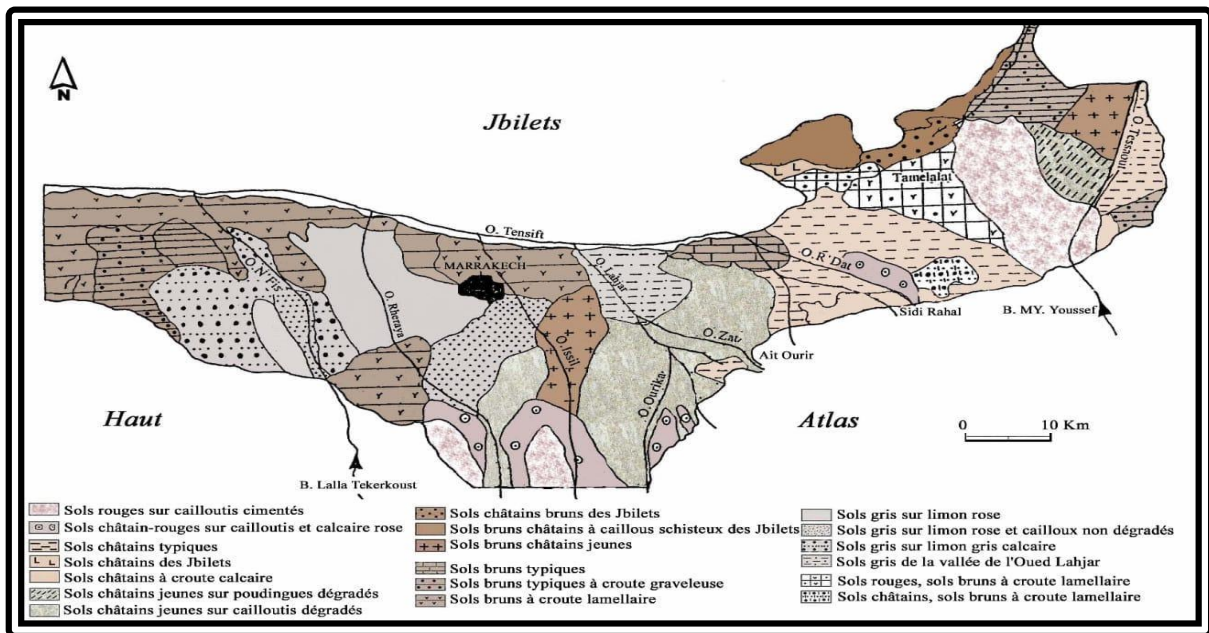 N
Jbilets
O. Tessaout
Tamelalat
O. Tensift
O. N'Fis
MARRAKECH
O. Lahjar
O. R'Dat
O. Rheraya
Sidi Rahal
B. MY. Youssef
O. Issil
O. Zat
Ait Ourir
O. Ourika
Haut
Atlas
0 10 Km
B. Lalla Tekerkoust
Sols rouges sur cailloutis cimentés
Sols châtain-rouges sur cailloutis et calcaire rose
Sols châtains typiques
Sols châtains des Jbilets
Sols châtains à croute calcaire
Sols châtains jeunes sur poudingues dégradés
Sols châtains jeunes sur cailloutis dégradés
Sols châtains bruns des Jbilets
Sols bruns châtains à caillous schisteux des Jbilets
Sols bruns châtains jeunes
Sols bruns typiques
Sols bruns typiques à croute graveleuse
Sols bruns à croute lamellaire
Sols gris sur limon rose
Sols gris sur limon rose et cailloux non dégradés
Sols gris sur limon gris calcaire
Sols gris de la vallée de l'Oued Lahjar
Sols rouges, sols bruns à croute lamellaire
Sols châtains, sols bruns à croute lamellaire